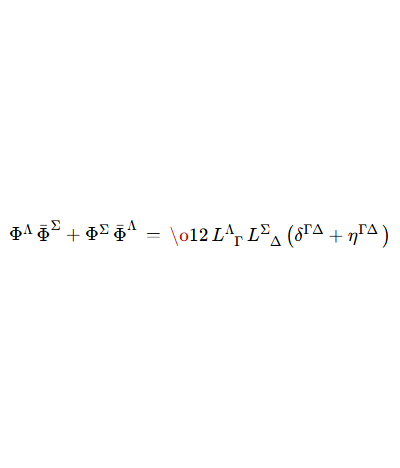 Φ^Λ Φ̄^Σ + Φ^Σ Φ̄^Λ = \o12 L^Λ_Γ L^Σ_Δ (δ^{ΓΔ} + η^{ΓΔ})